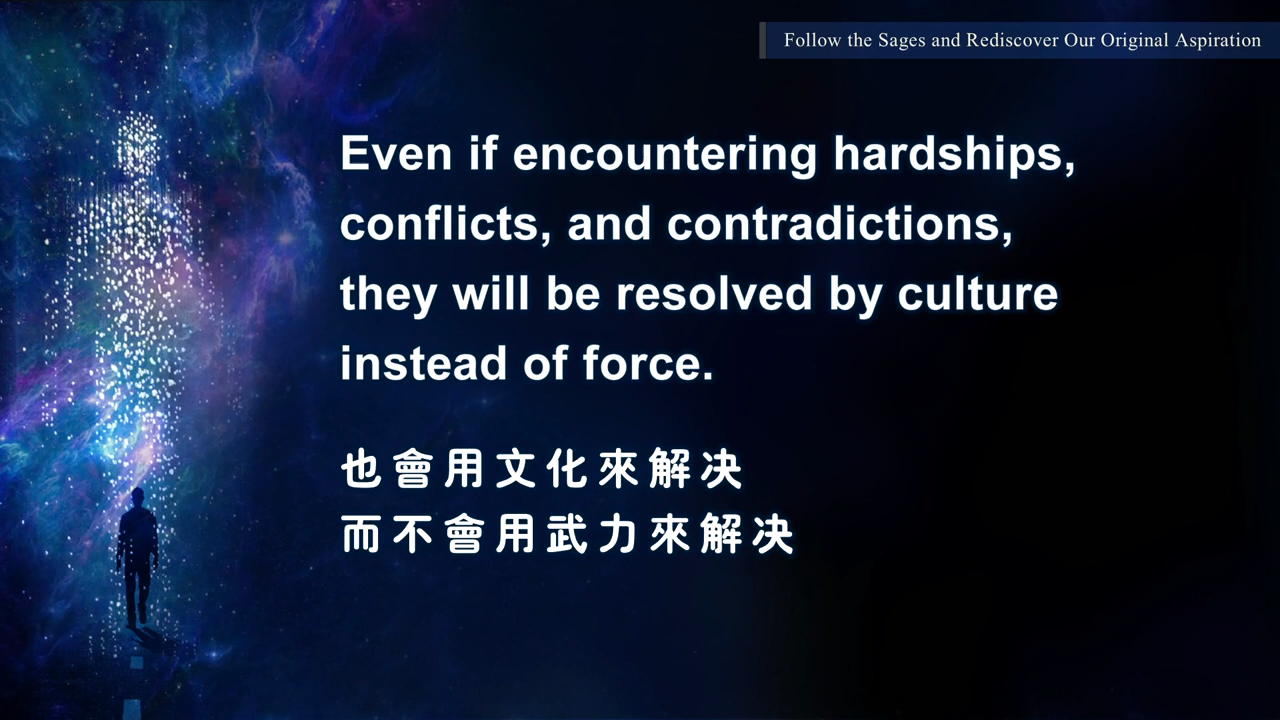 Follow the Sages and Rediscover Our Original Aspiration
Even if encountering hardships,
conflicts, and contradictions,
they will be resolved by culture
instead of force.
也會用文化來解決
而不會用武力來解決